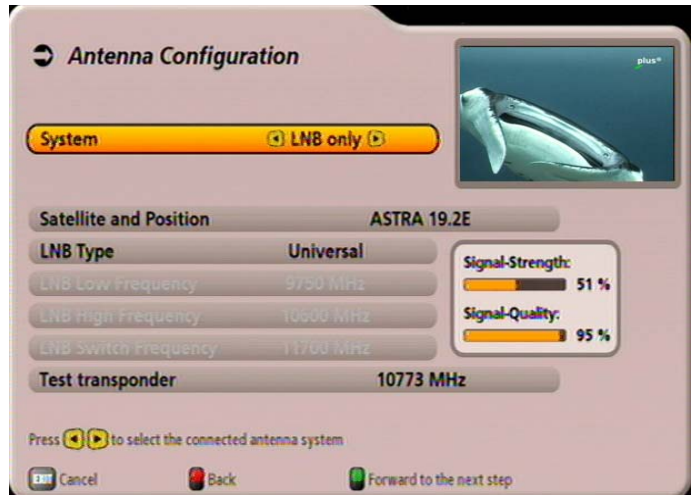 Antenna Configuration
plus
System LNB only
Satellite and Position ASTRA 19.2E
LNB Type Universal
LNB Low Frequency 9750 MHz
LNB High Frequency 10600 MHz
LNB Switch Frequency 11700 MHz
Signal-Strength:
51 %
Signal-Quality:
95 %
Test transponder 10773 MHz
Press to select the connected antenna system
Cancel Back Forward to the next step